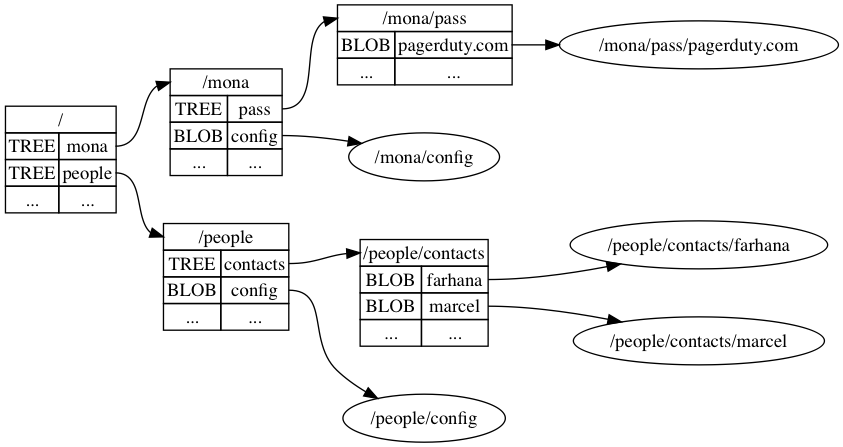 /
TREE mona
TREE people
... ...
/mona
TREE pass
BLOB config
... ...
/mona/pass
BLOB pagerduty.com
... ...
/mona/pass/pagerduty.com
/mona/config
/people
TREE contacts
BLOB config
... ...
/people/contacts
BLOB farhana
BLOB marcel
... ...
/people/contacts/farhana
/people/contacts/marcel
/people/config